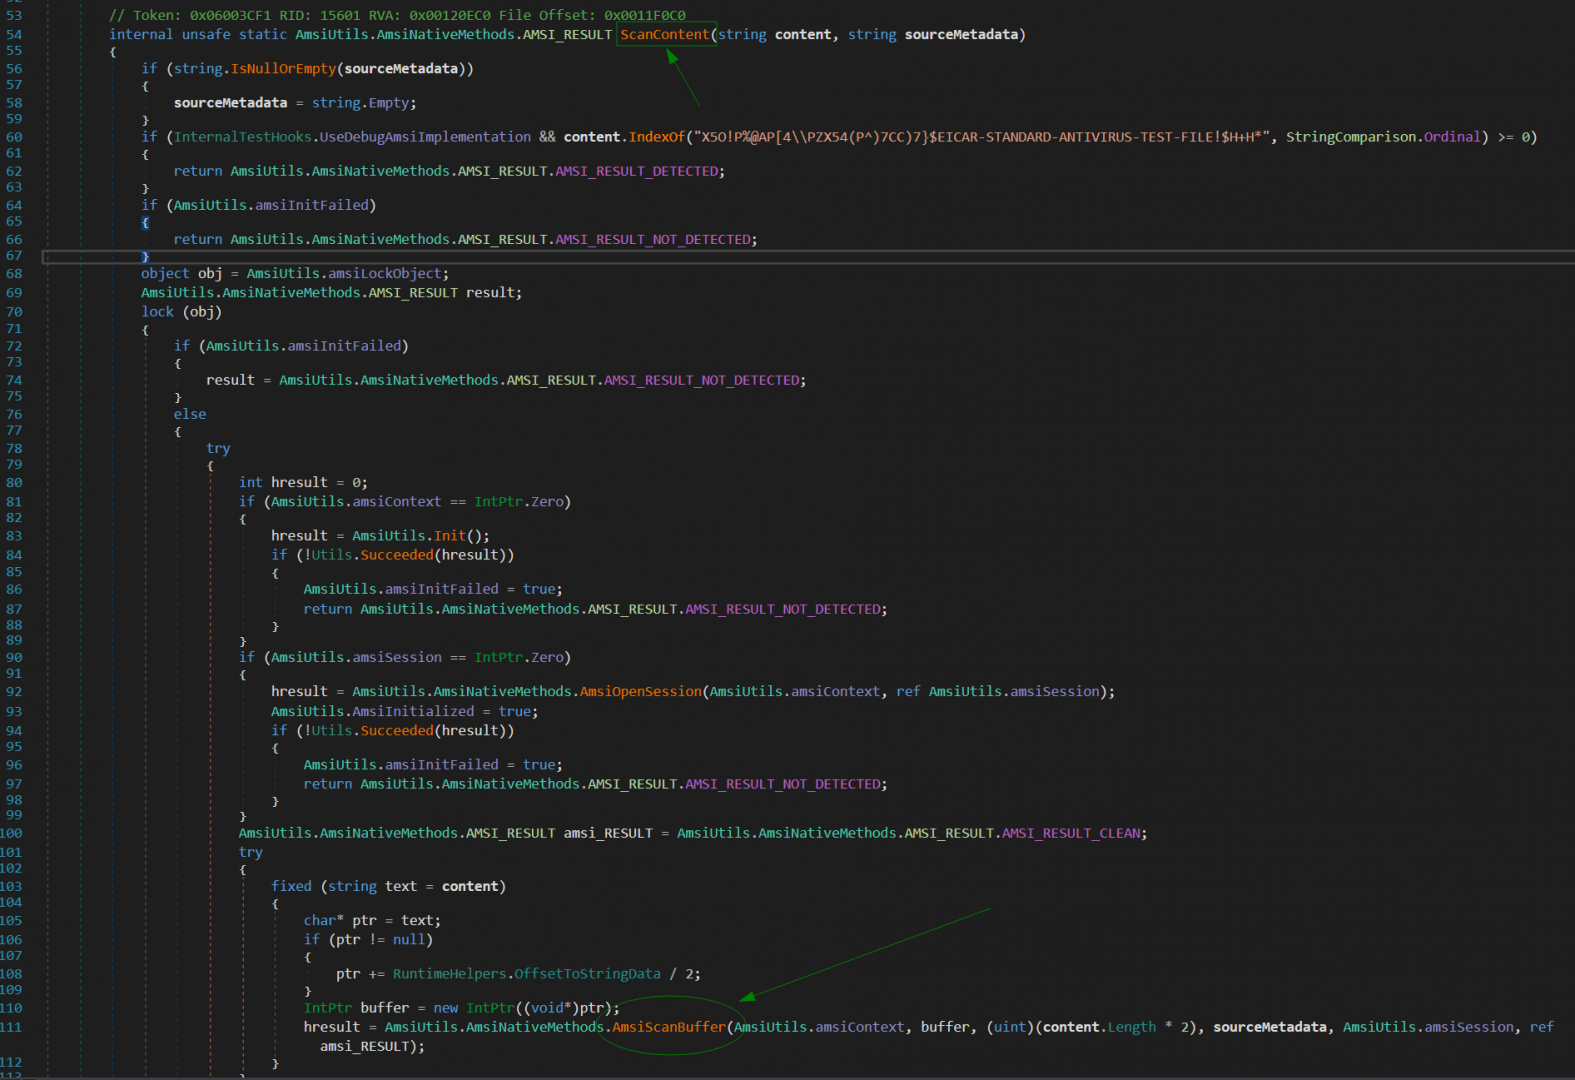 53 // Token: 0x06003CF1 RID: 15601 RVA: 0x00120EC0 File Offset: 0x0011F0C0
54 internal unsafe static AmsiUtils.AmsiNativeMethods.AMSI_RESULT ScanContent(string content, string sourceMetadata)
55 {
56 if (string.IsNullOrEmpty(sourceMetadata))
57 {
58 sourceMetadata = string.Empty;
59 }
60 if (InternalTestHooks.UseDebugAmsiImplementation && content.IndexOf("X5O!P%@AP[4\\PZX54(P^)7CC)7}$EICAR-STANDARD-ANTIVIRUS-TEST-FILE!$H+H*", StringComparison.Ordinal) >= 0)
61 {
62 return AmsiUtils.AmsiNativeMethods.AMSI_RESULT.AMSI_RESULT_DETECTED;
63 }
64 if (AmsiUtils.amsiInitFailed)
65 {
66 return AmsiUtils.AmsiNativeMethods.AMSI_RESULT.AMSI_RESULT_NOT_DETECTED;
67 }
68 object obj = AmsiUtils.amsiLockObject;
69 AmsiUtils.AmsiNativeMethods.AMSI_RESULT result;
70 lock (obj)
71 {
72 if (AmsiUtils.amsiInitFailed)
73 {
74 result = AmsiUtils.AmsiNativeMethods.AMSI_RESULT.AMSI_RESULT_NOT_DETECTED;
75 }
76 else
77 {
78 try
79 {
80 int hresult = 0;
81 if (AmsiUtils.amsiContext == IntPtr.Zero)
82 {
83 hresult = AmsiUtils.Init();
84 if (!Utils.Succeeded(hresult))
85 {
86 AmsiUtils.amsiInitFailed = true;
87 return AmsiUtils.AmsiNativeMethods.AMSI_RESULT.AMSI_RESULT_NOT_DETECTED;
88 }
89 }
90 if (AmsiUtils.amsiSession == IntPtr.Zero)
91 {
92 hresult = AmsiUtils.AmsiNativeMethods.AmsiOpenSession(AmsiUtils.amsiContext, ref AmsiUtils.amsiSession);
93 AmsiUtils.AmsiInitialized = true;
94 if (!Utils.Succeeded(hresult))
95 {
96 AmsiUtils.amsiInitFailed = true;
97 return AmsiUtils.AmsiNativeMethods.AMSI_RESULT.AMSI_RESULT_NOT_DETECTED;
98 }
99 }
100 AmsiUtils.AmsiNativeMethods.AMSI_RESULT amsi_RESULT = AmsiUtils.AmsiNativeMethods.AMSI_RESULT.AMSI_RESULT_CLEAN;
101 try
102 {
103 fixed (string text = content)
104 {
105 char* ptr = text;
106 if (ptr != null)
107 {
108 ptr += RuntimeHelpers.OffsetToStringData / 2;
109 }
110 IntPtr buffer = new IntPtr((void*)ptr);
111 hresult = AmsiUtils.AmsiNativeMethods.AmsiScanBuffer(AmsiUtils.amsiContext, buffer, (uint)(content.Length * 2), sourceMetadata, AmsiUtils.amsiSession, ref
amsi_RESULT);
112 }